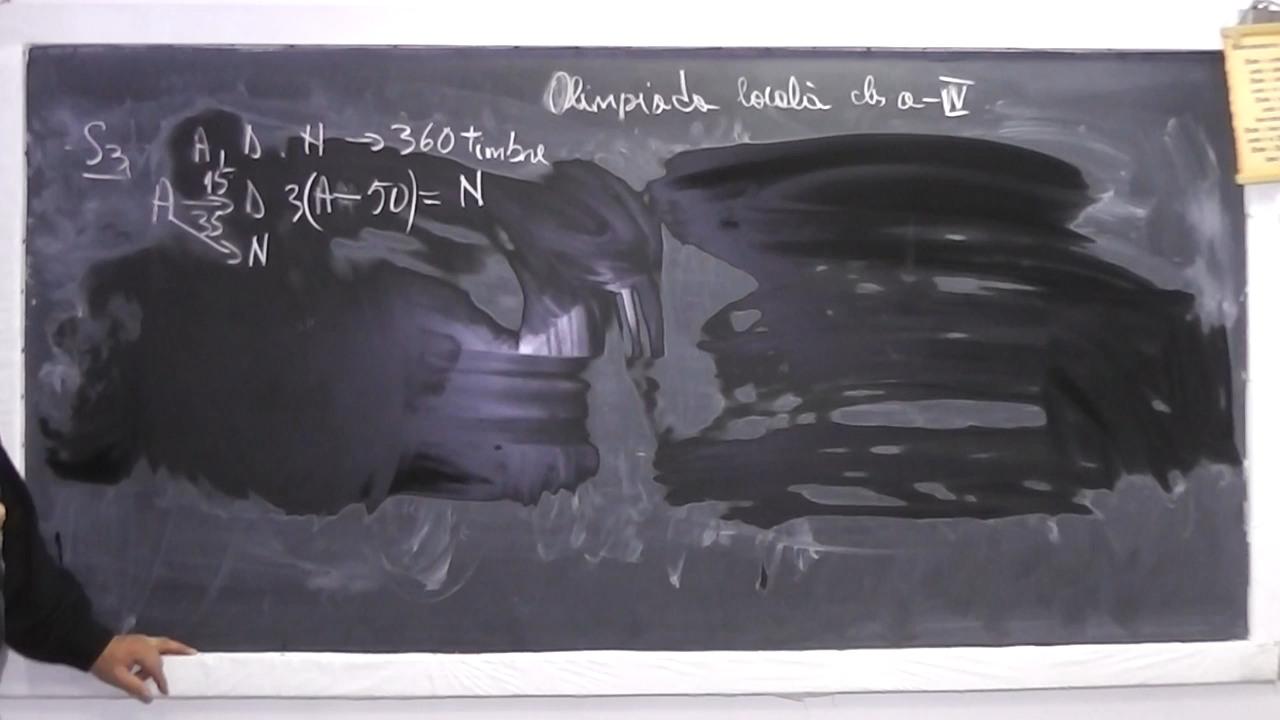 Olimpiada locală cls a-IV
S3 A, D, N → 360 timbre
A 15→ D 3(A-50)= N
35→ N